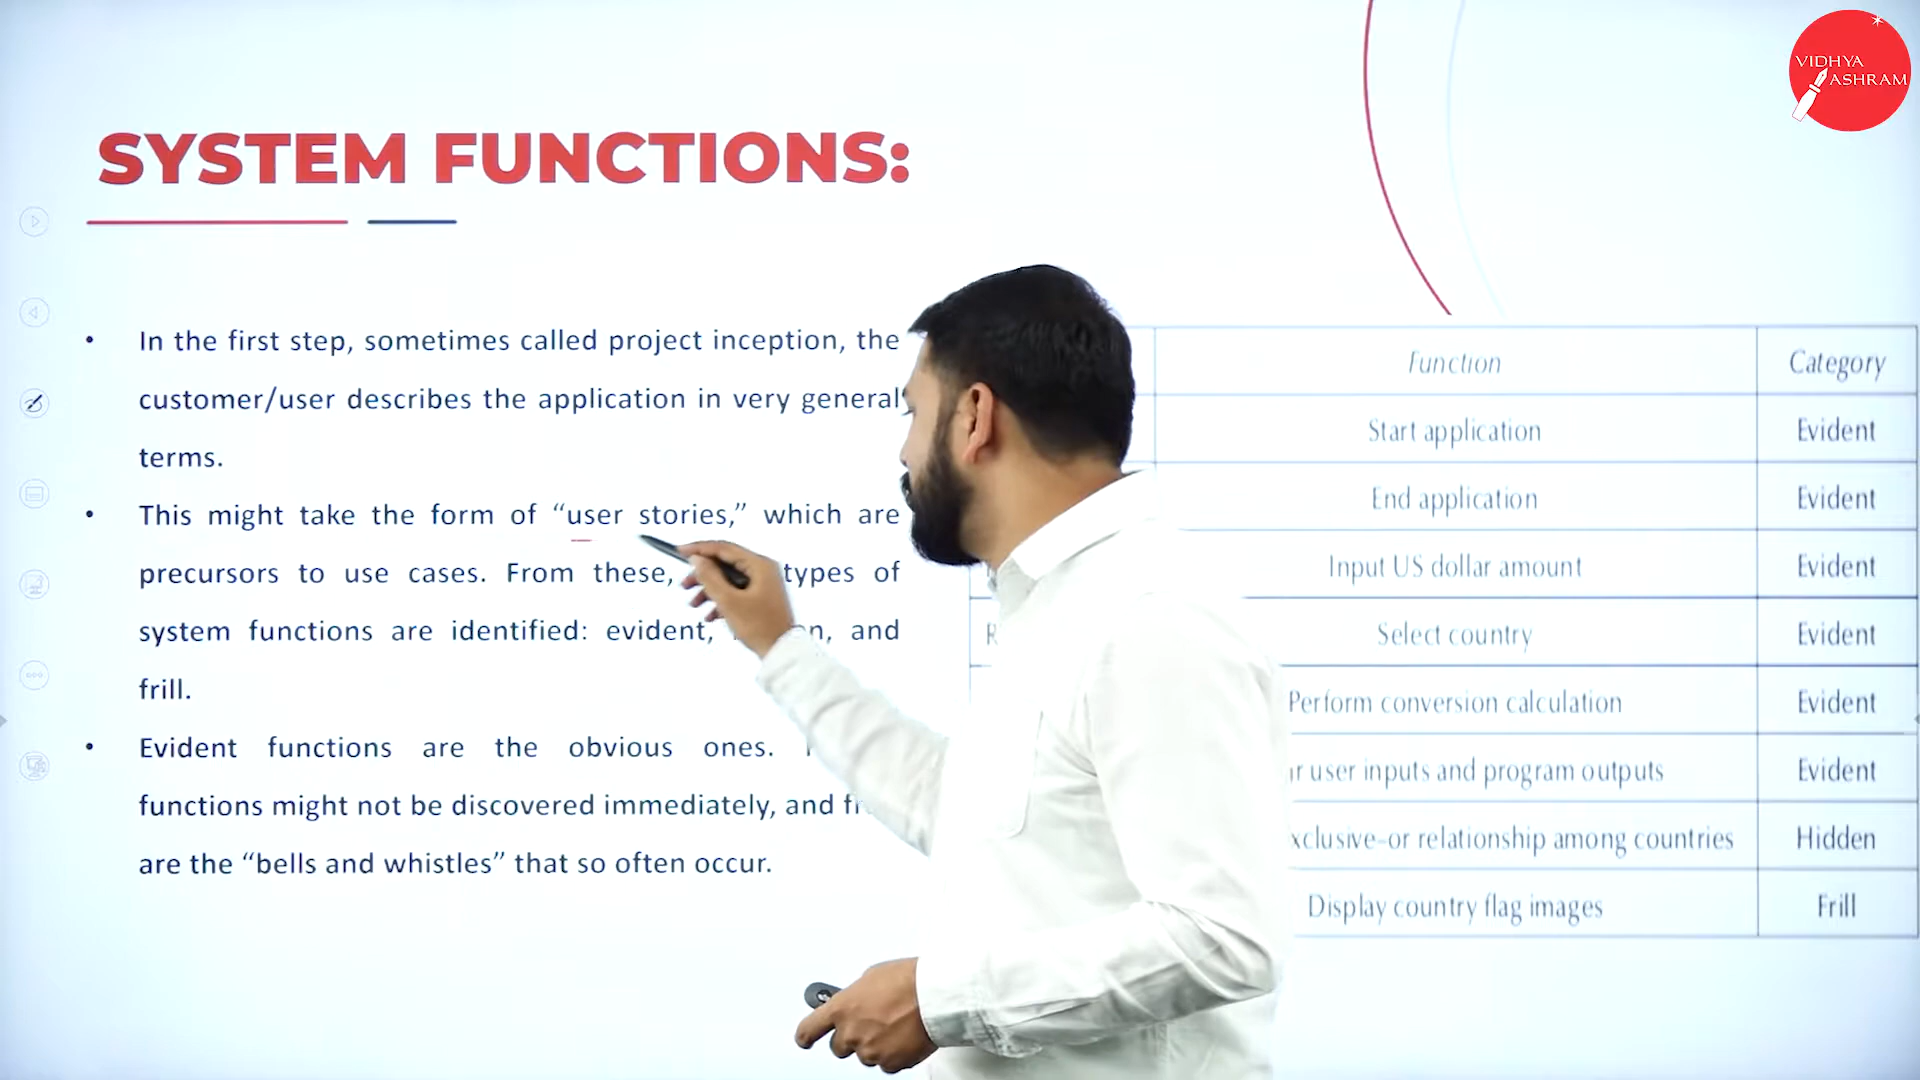 VIDHYA
ASHRAM
SYSTEM FUNCTIONS:
• In the first step, sometimes called project inception, the
customer/user describes the application in very general
terms.
• This might take the form of “user stories,” which are
precursors to use cases. From these, types of
system functions are identified: evident, and
frill.
• Evident functions are the obvious ones.
functions might not be discovered immediately, and
are the “bells and whistles” that so often occur.
Function Category
Start application Evident
End application Evident
Input US dollar amount Evident
R Select country Evident
Perform conversion calculation Evident
user inputs and program outputs Evident
relationship among countries Hidden
Display country flag images Frill